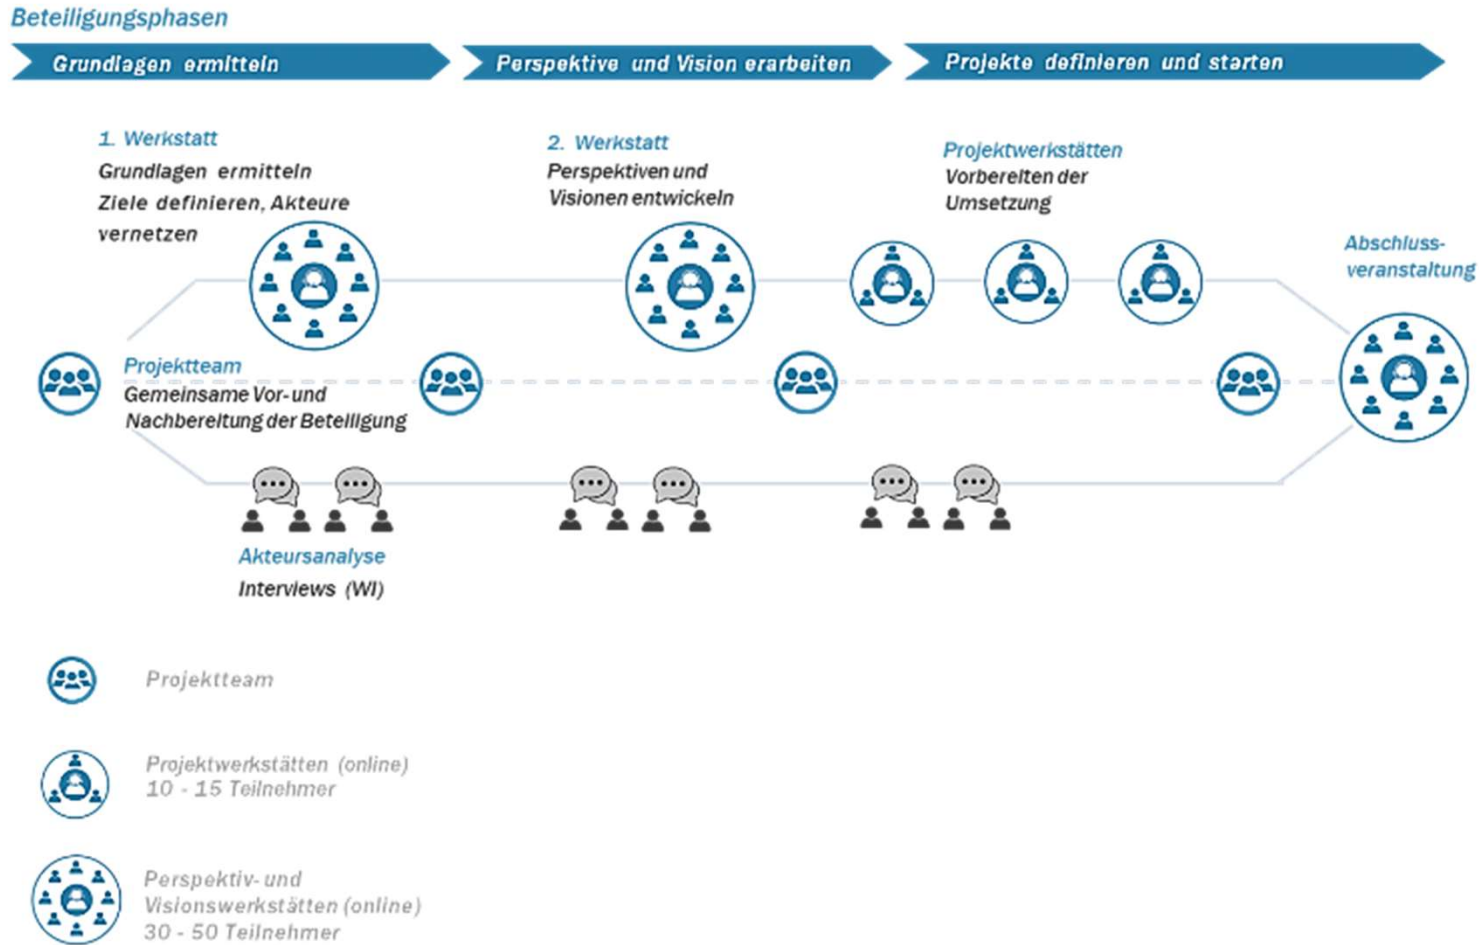 Beteiligungsphasen
Grundlagen ermitteln
Perspektive und Vision erarbeiten
Projekte definieren und starten
1. Werkstatt
Grundlagen ermitteln
Ziele definieren, Akteure
vernetzen
2. Werkstatt
Perspektiven und
Visionen entwickeln
Projektwerkstätten
Vorbereiten der
Umsetzung
Abschluss-
veranstaltung
Projektteam
Gemeinsame Vor- und
Nachbereitung der Beteiligung
Akteursanalyse
Interviews (WI)
Projektteam
Projektwerkstätten (online)
10 - 15 Teilnehmer
Perspektiv- und
Visionswerkstätten (online)
30 - 50 Teilnehmer